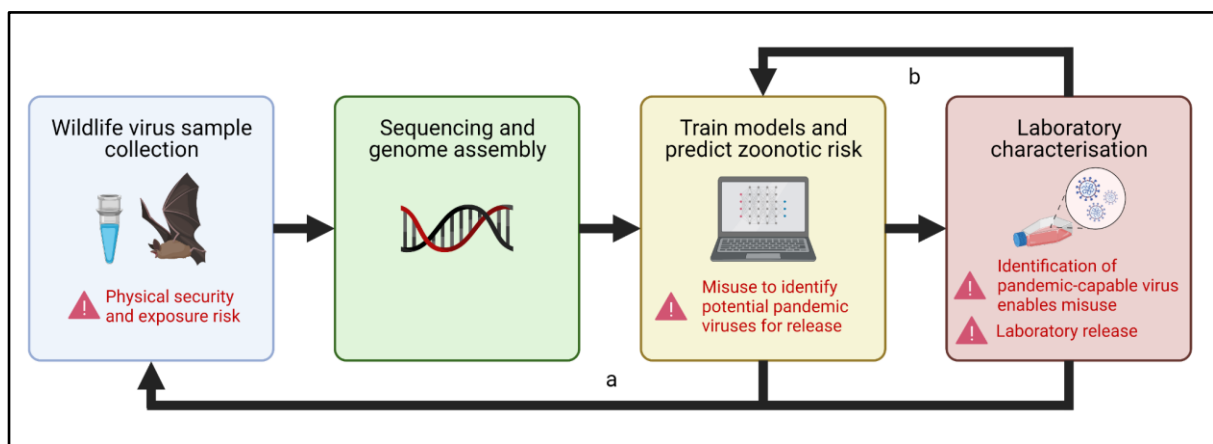 b
Wildlife virus sample
collection
Physical security
and exposure risk
Sequencing and
genome assembly
Train models and
predict zoonotic risk
Misuse to identify
potential pandemic
viruses for release
Laboratory
characterisation
Identification of
pandemic-capable virus
enables misuse
Laboratory release
a